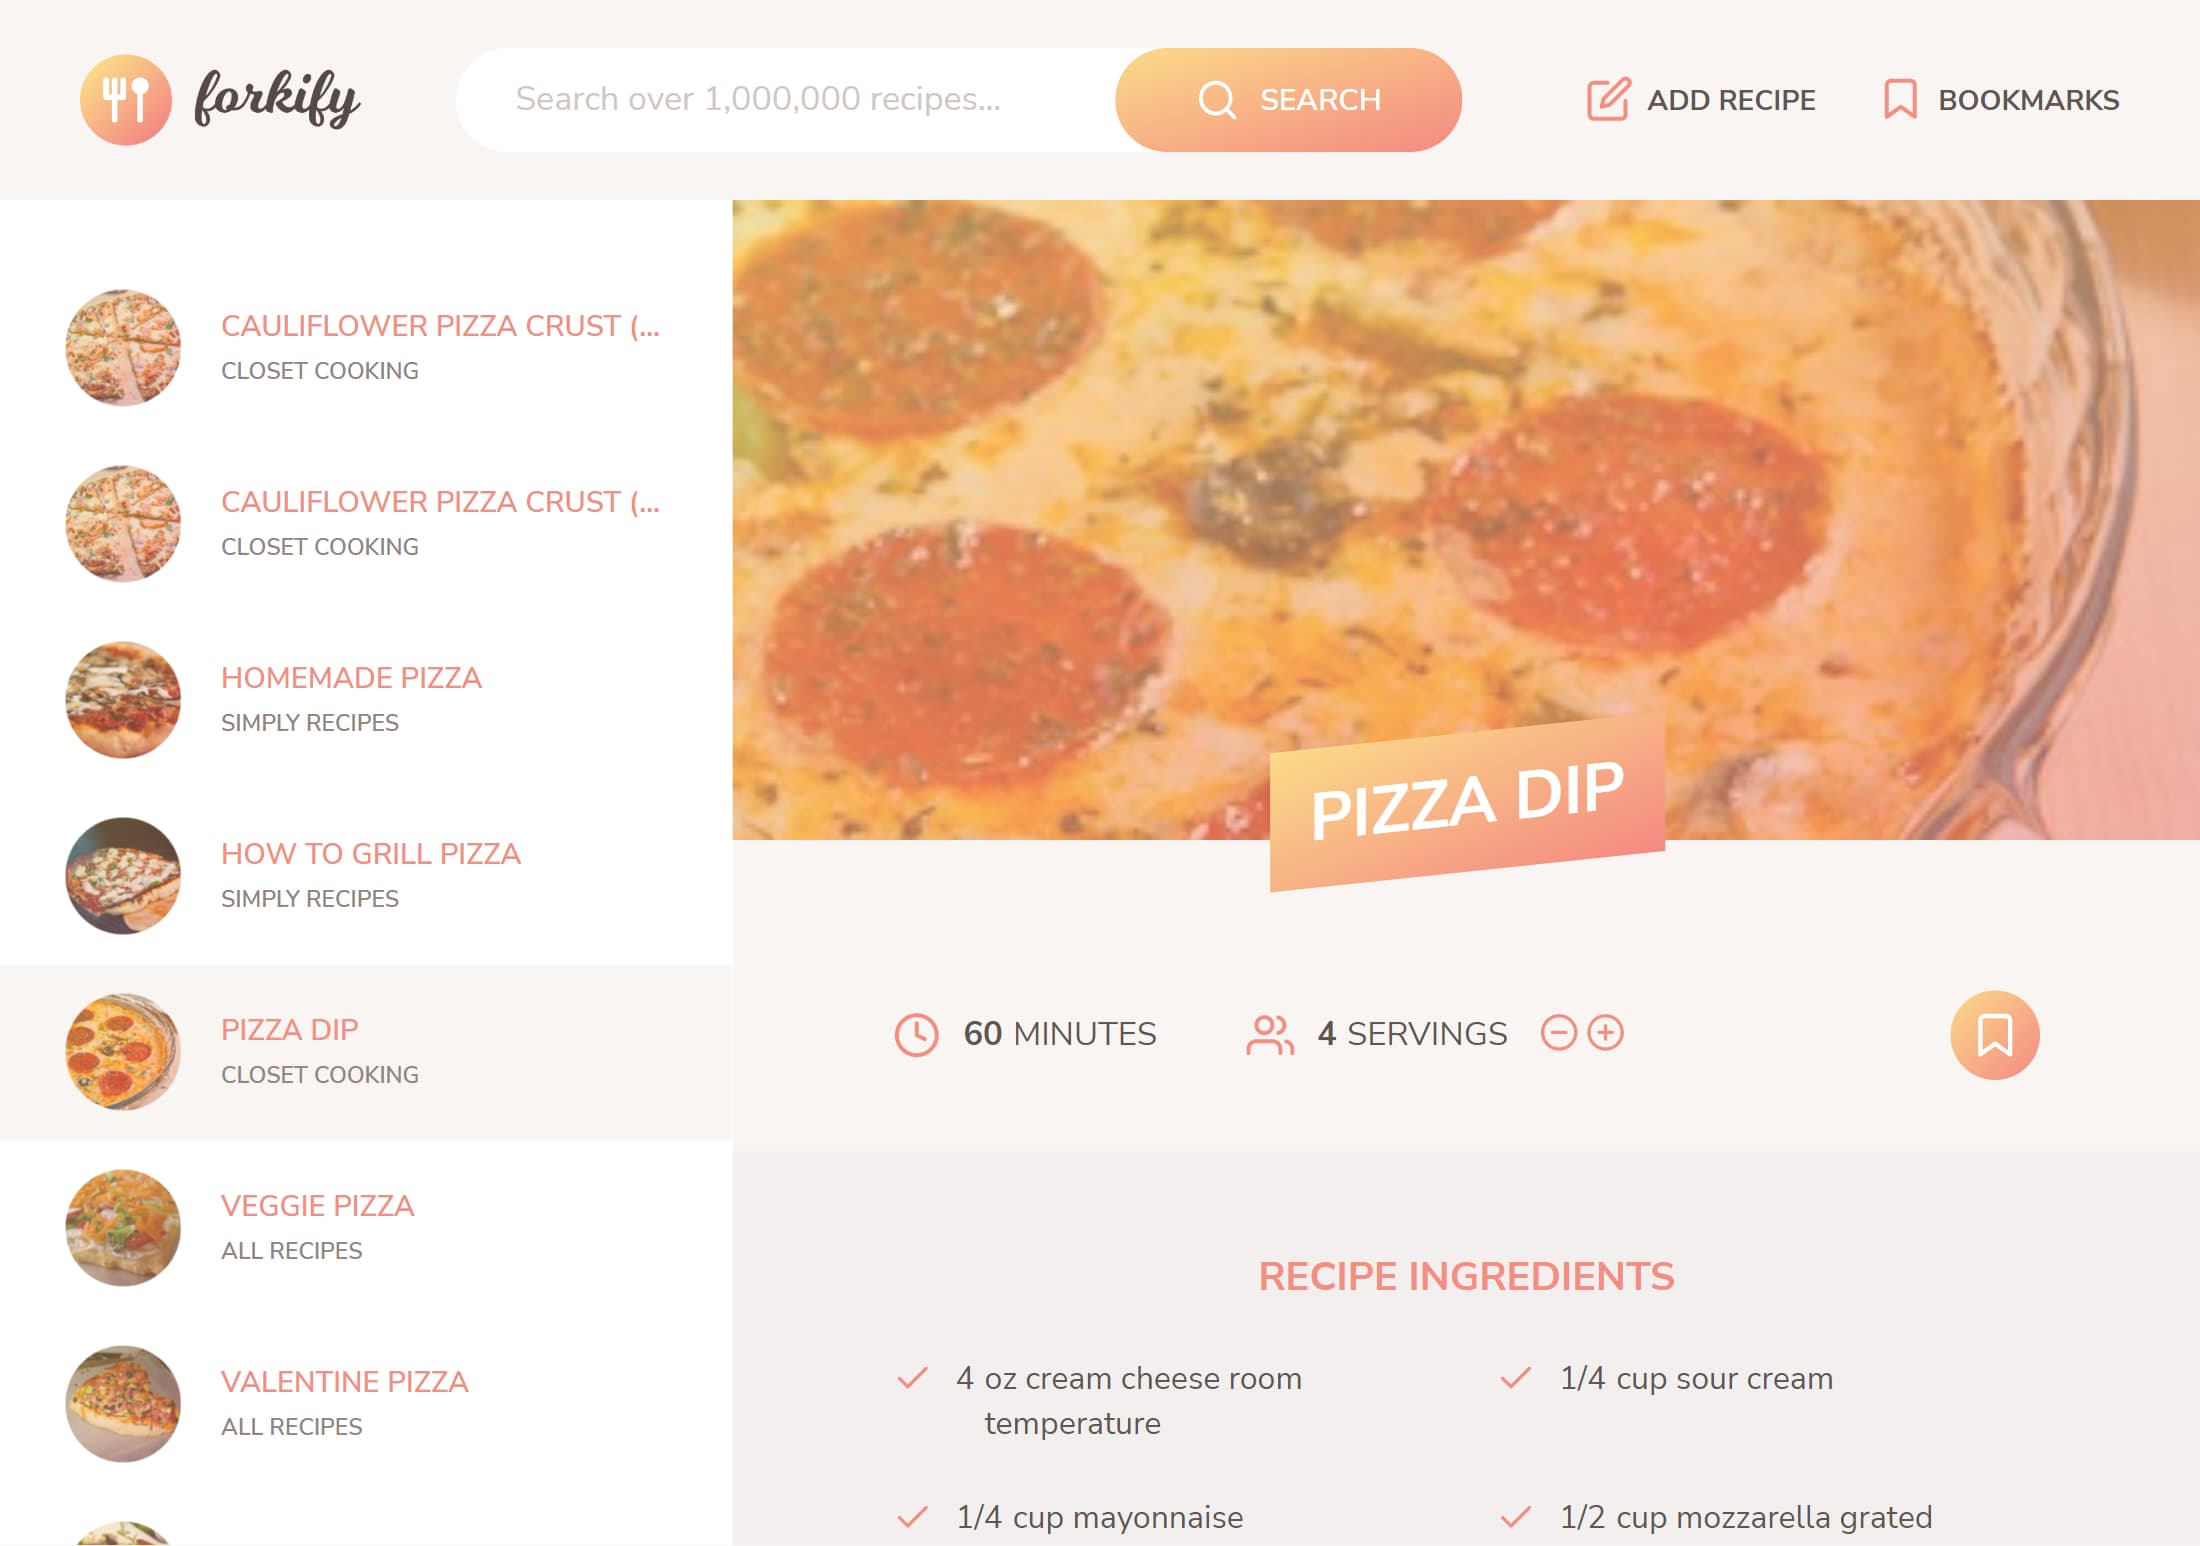 forkify
Search over 1,000,000 recipes...
SEARCH
ADD RECIPE
BOOKMARKS
CAULIFLOWER PIZZA CRUST (...
CLOSET COOKING
CAULIFLOWER PIZZA CRUST (...
CLOSET COOKING
HOMEMADE PIZZA
SIMPLY RECIPES
HOW TO GRILL PIZZA
SIMPLY RECIPES
PIZZA DIP
CLOSET COOKING
VEGGIE PIZZA
ALL RECIPES
VALENTINE PIZZA
ALL RECIPES
PIZZA DIP
60 MINUTES
4 SERVINGS
RECIPE INGREDIENTS
4 oz cream cheese room
temperature
1/4 cup sour cream
1/4 cup mayonnaise
1/2 cup mozzarella grated